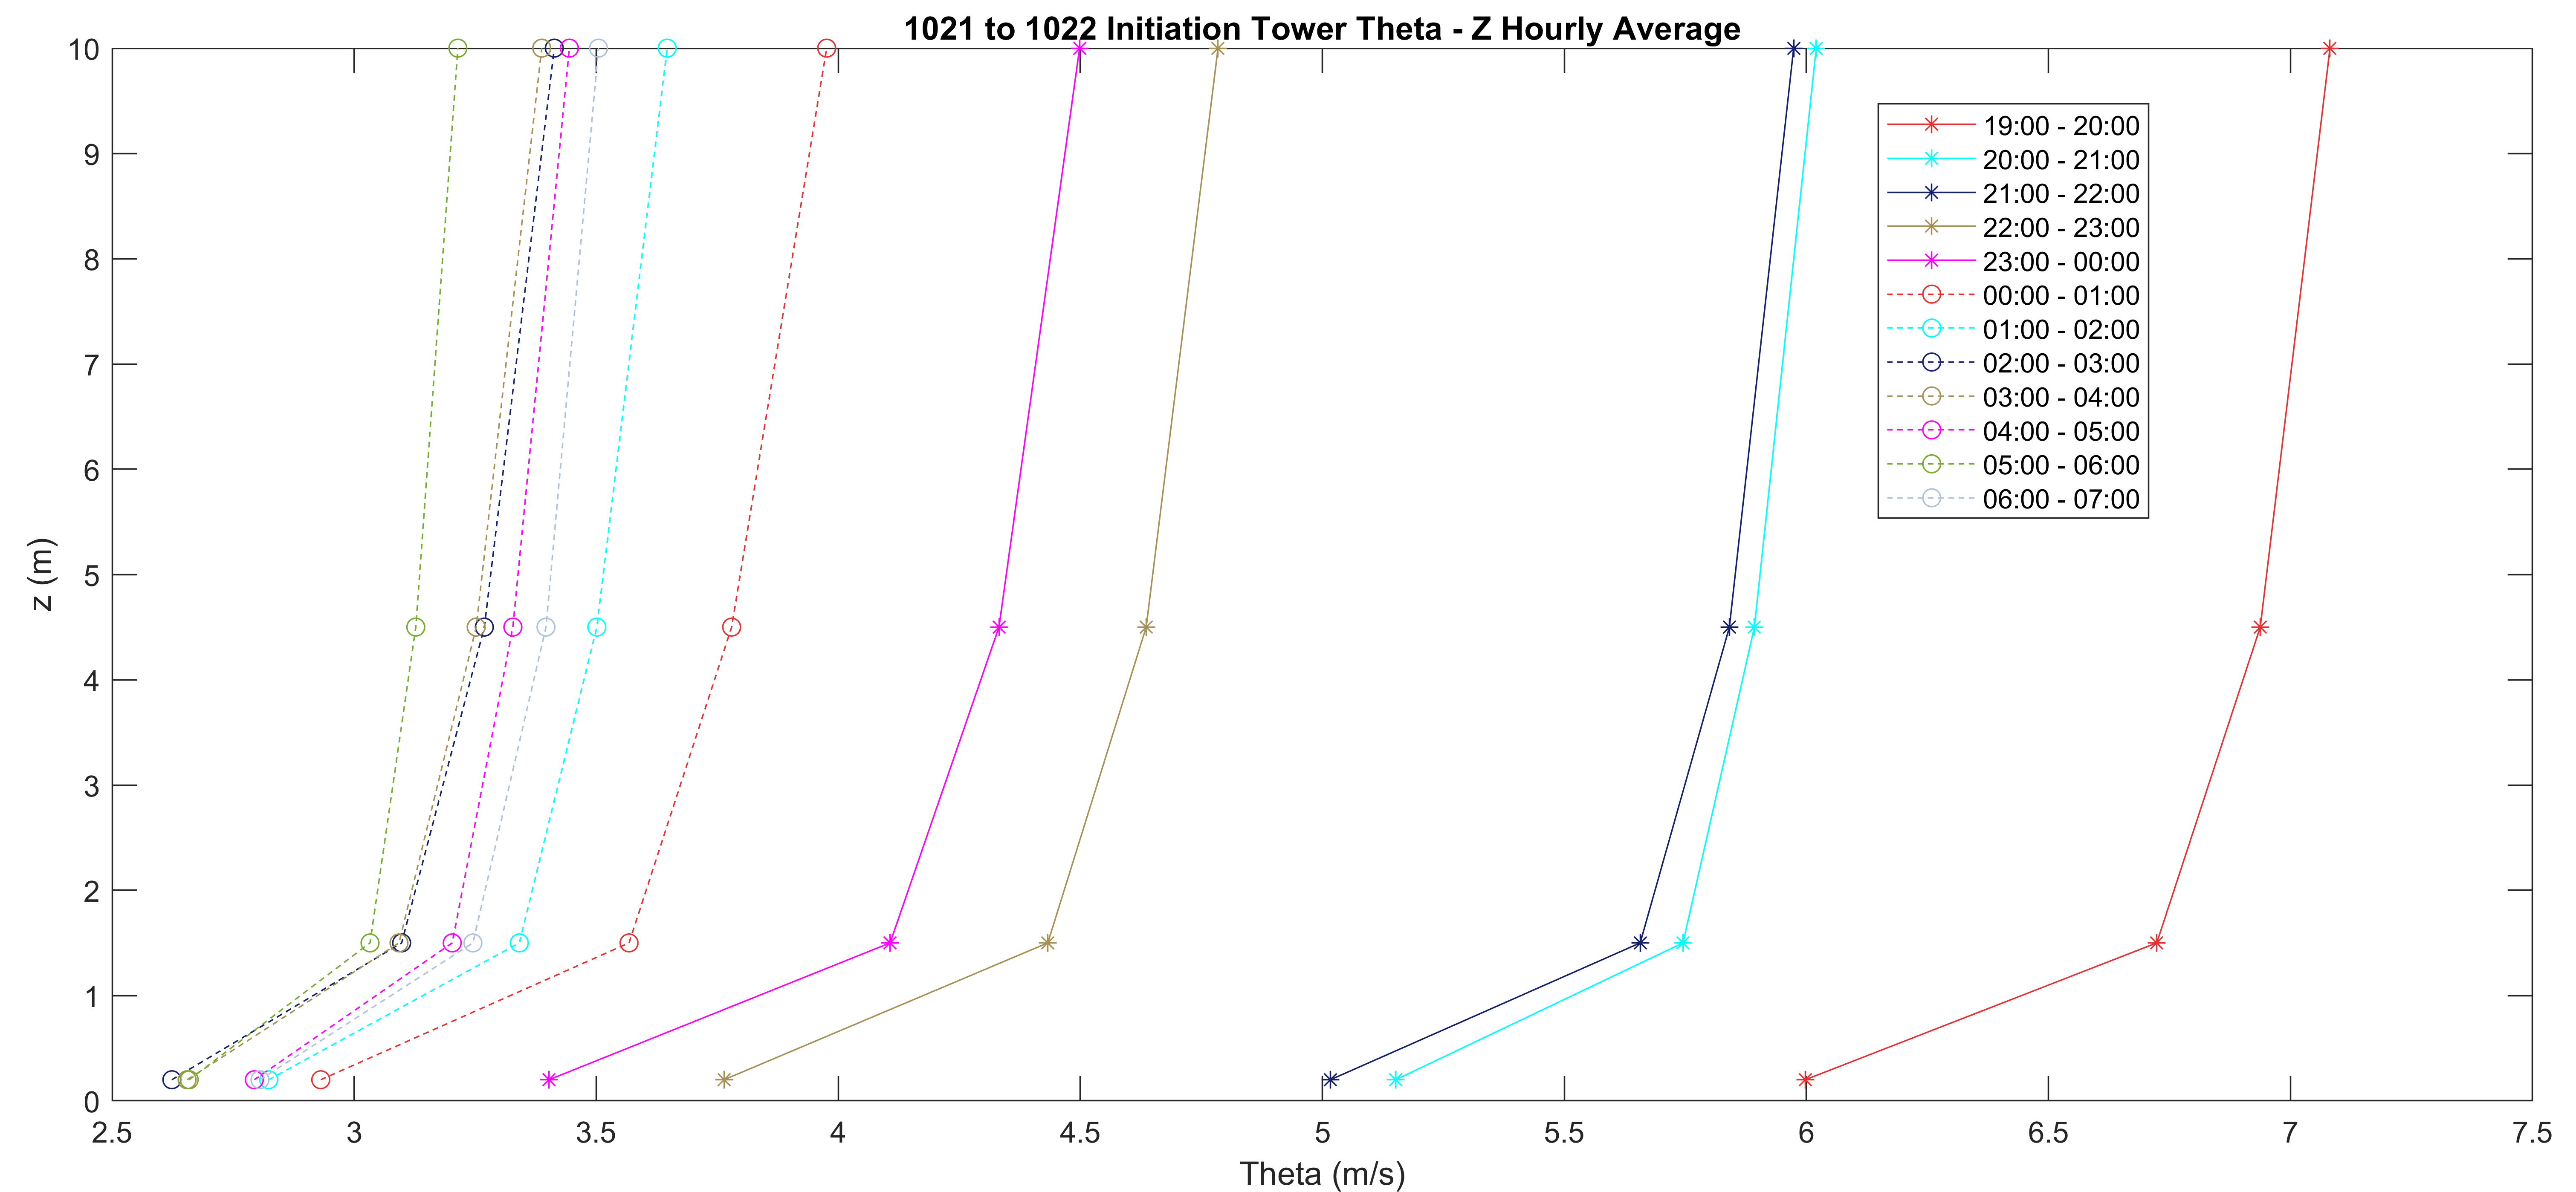 1021 to 1022 Initiation Tower Theta - Z Hourly Average
10
9
8
7
6
5
4
3
2
1
0
z (m)
19:00 - 20:00
20:00 - 21:00
21:00 - 22:00
22:00 - 23:00
23:00 - 00:00
00:00 - 01:00
01:00 - 02:00
02:00 - 03:00
03:00 - 04:00
04:00 - 05:00
05:00 - 06:00
06:00 - 07:00
2.5 3 3.5 4 4.5 5 5.5 6 6.5 7 7.5
Theta (m/s)